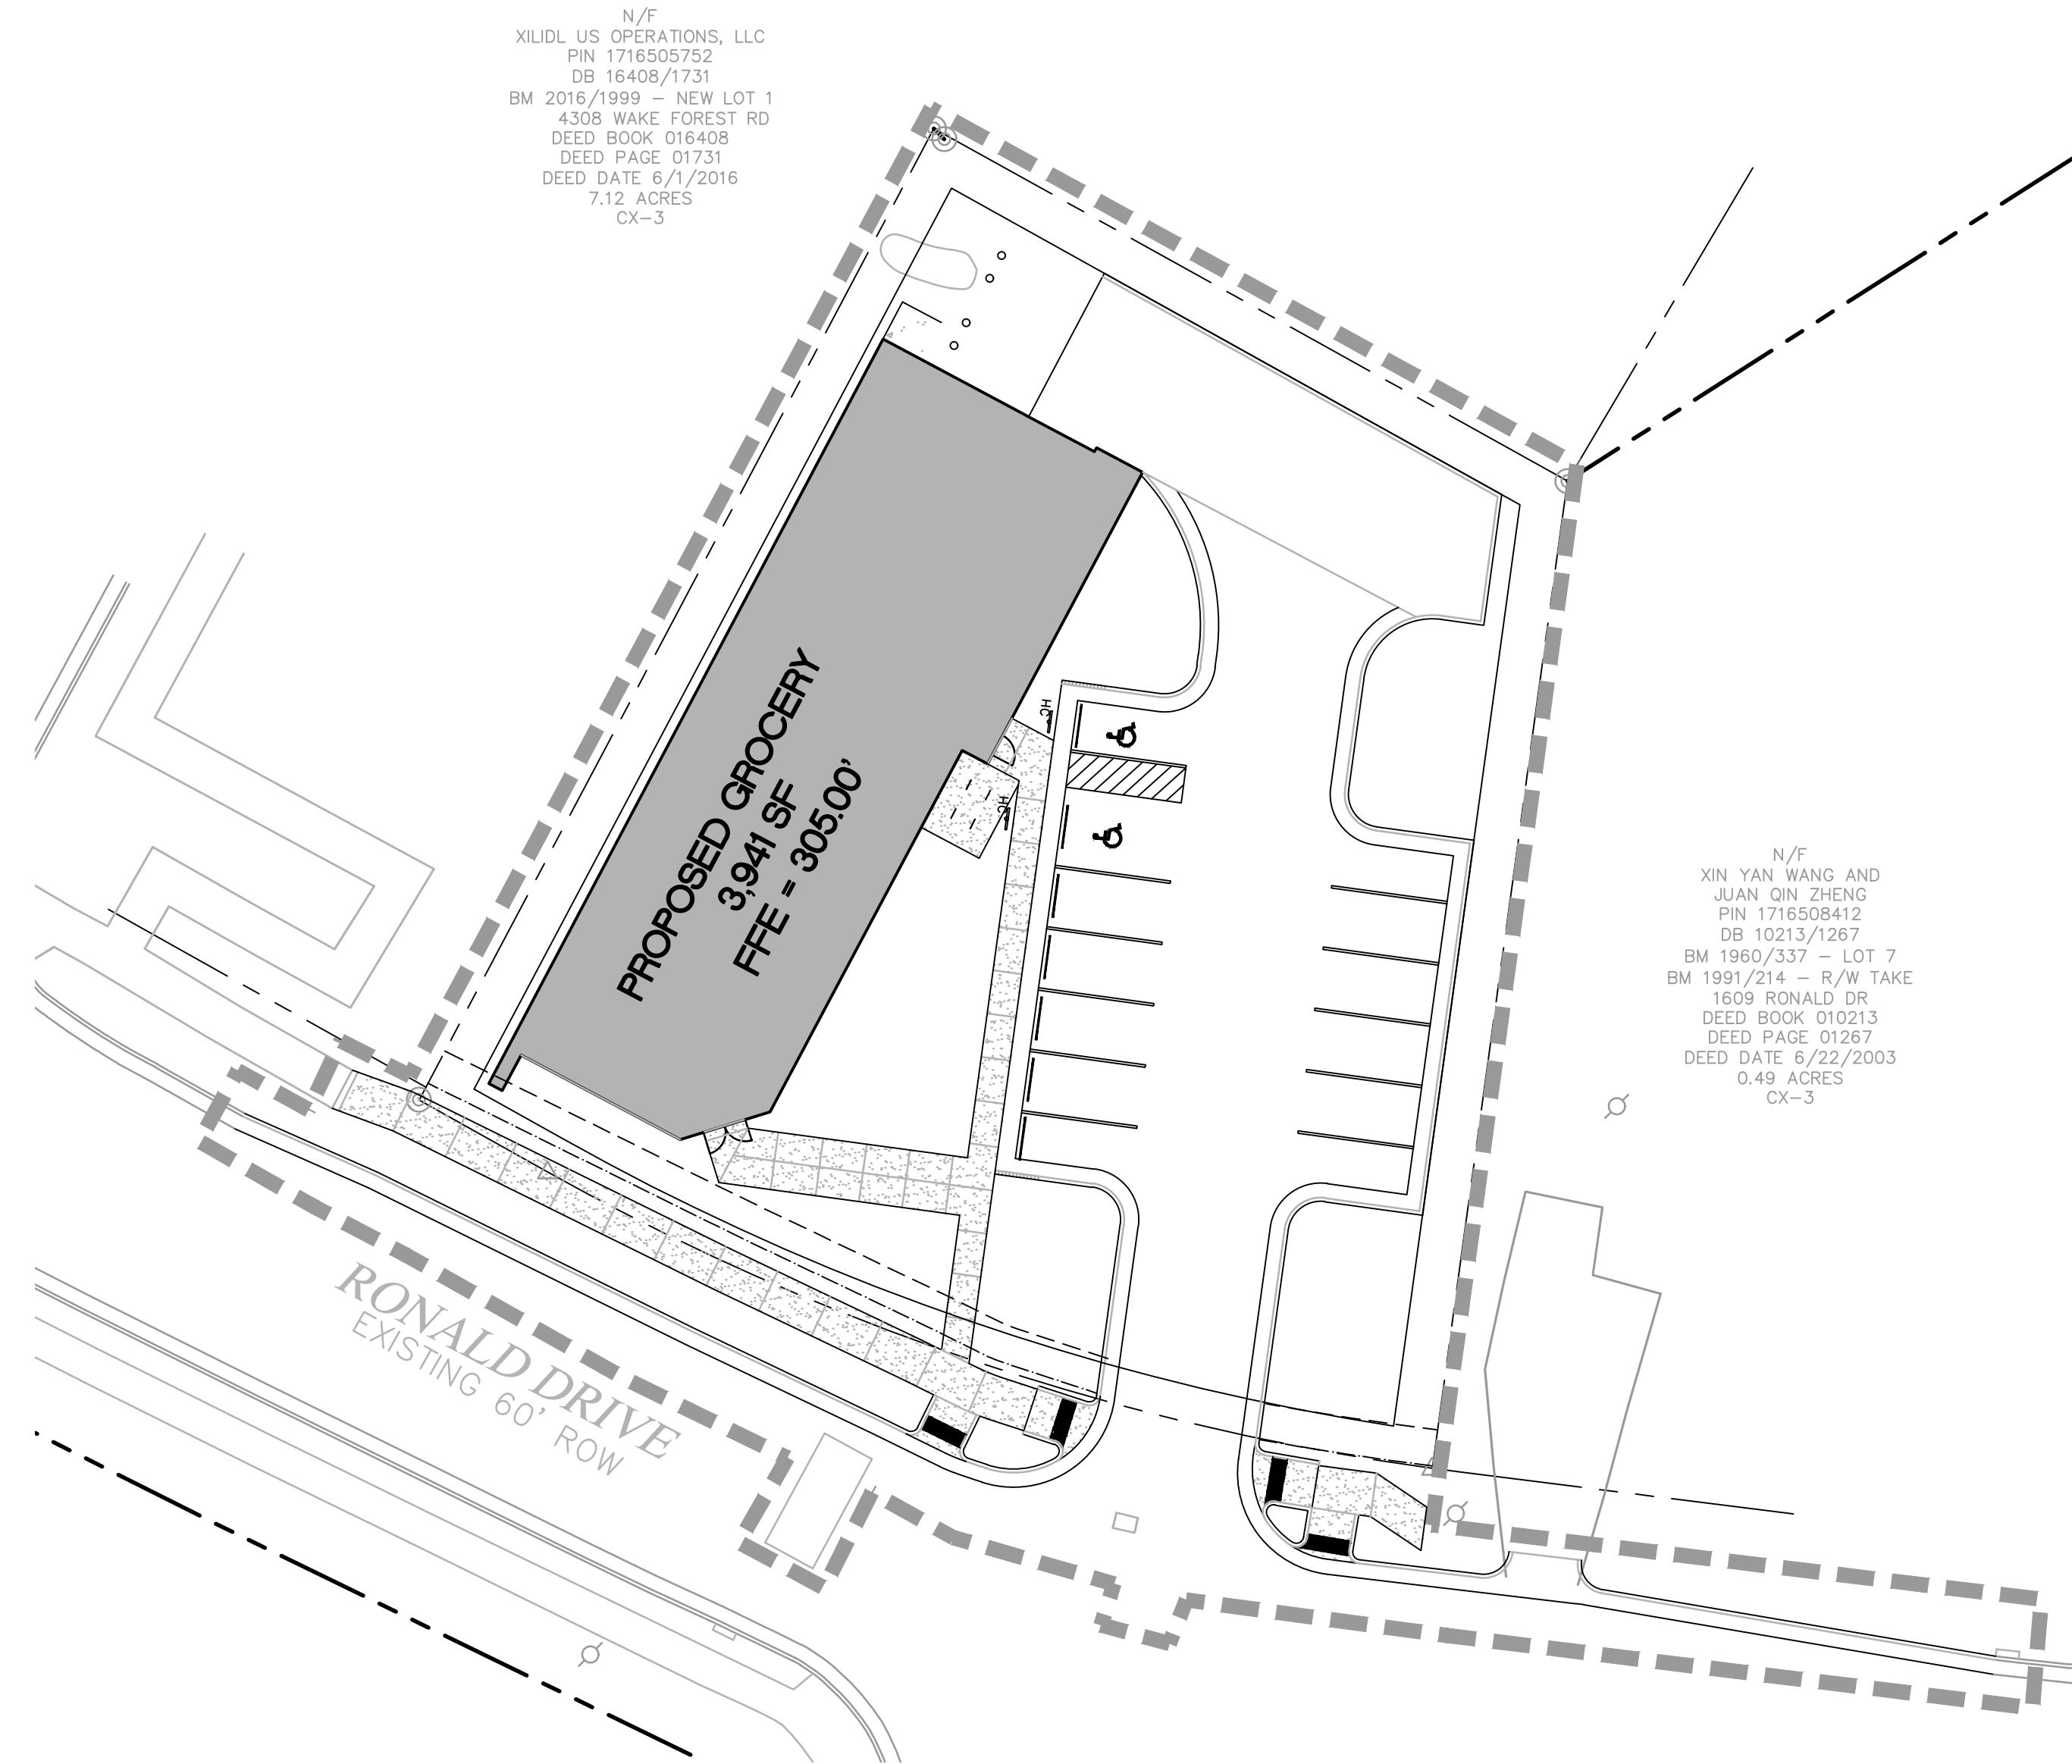 N/F
XILIDL US OPERATIONS, LLC
PIN 1716505752
DB 16408/1731
BM 2016/1999 – NEW LOT 1
4308 WAKE FOREST RD
DEED BOOK 016408
DEED PAGE 01731
DEED DATE 6/1/2016
7.12 ACRES
CX–3
PROPOSED GROCERY
3,941 SF
FFE = 305.00'
HC
HC
N/F
XIN YAN WANG AND
JUAN QIN ZHENG
PIN 1716508412
DB 10213/1267
BM 1960/337 – LOT 7
BM 1991/214 – R/W TAKE
1609 RONALD DR
DEED BOOK 010213
DEED PAGE 01267
DEED DATE 6/22/2003
0.49 ACRES
CX–3
RONALD DRIVE
EXISTING 60' ROW